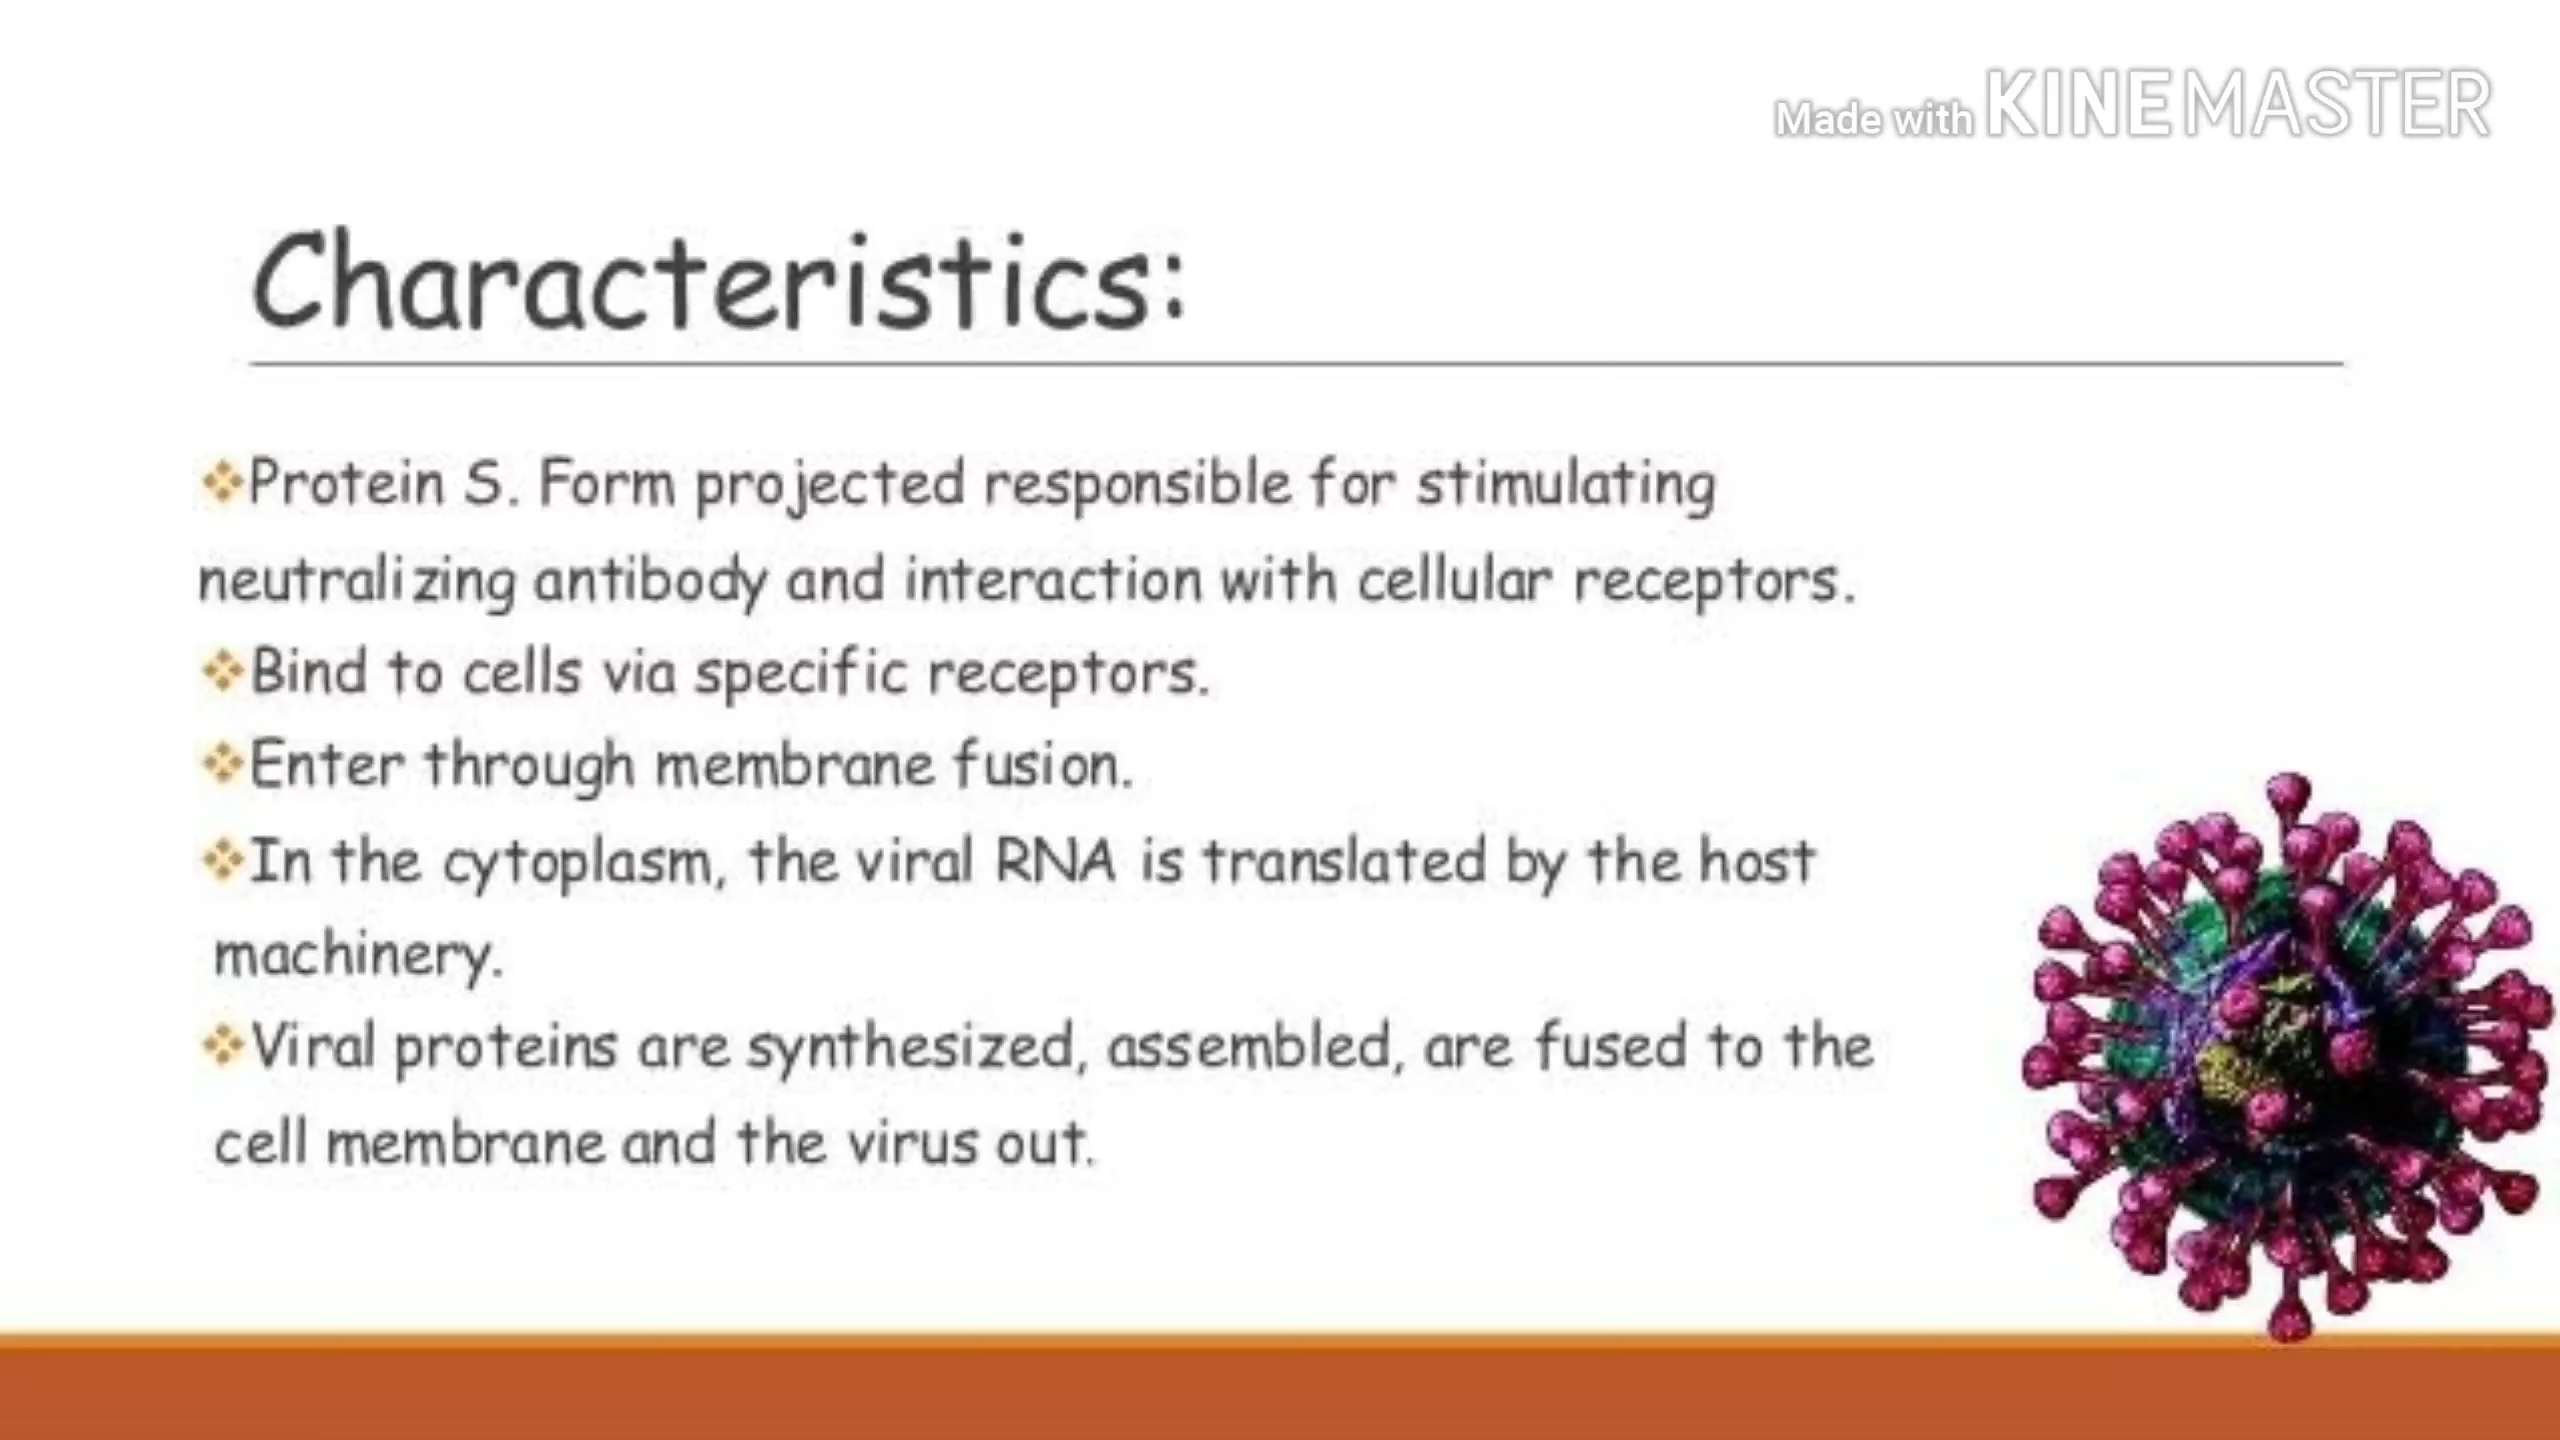 Made with KINEMASTER
Characteristics:
❖Protein S. Form projected responsible for stimulating
neutralizing antibody and interaction with cellular receptors.
❖Bind to cells via specific receptors.
❖Enter through membrane fusion.
❖In the cytoplasm, the viral RNA is translated by the host
machinery.
❖Viral proteins are synthesized, assembled, are fused to the
cell membrane and the virus out.